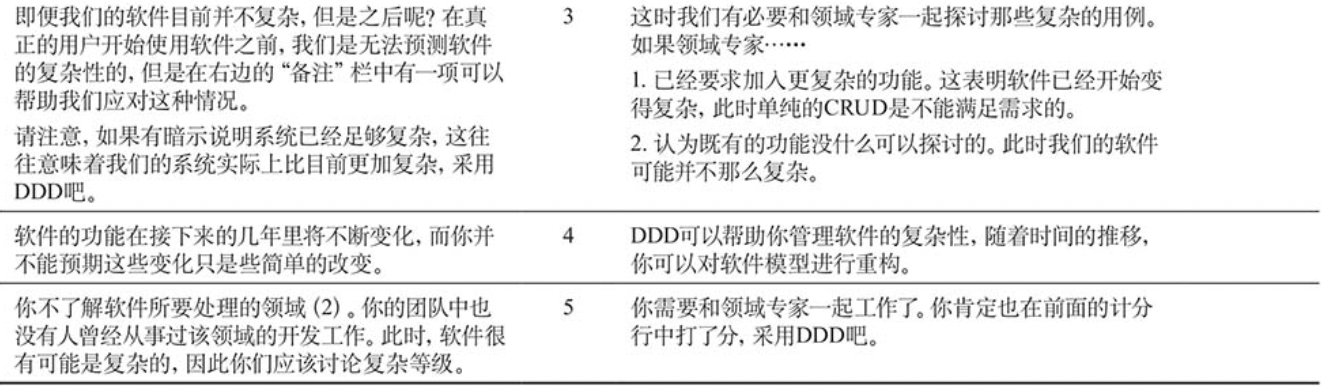 即便我们的软件目前并不复杂，但是之后呢？在真
正的用户开始使用软件之前，我们是无法预测软件
的复杂性的，但是在右边的“备注”栏中有一项可以
帮助我们应对这种情况。
请注意，如果有暗示说明系统已经足够复杂，这往
往意味着我们的系统实际上比目前更加复杂，采用
DDD吧。
3
这时我们有必要和领域专家一起探讨那些复杂的用例。
如果领域专家……
1. 已经要求加入更复杂的功能。这表明软件已经开始变
得复杂，此时单纯的CRUD是不能满足需求的。
2. 认为既有的功能没什么可以探讨的。此时我们的软件
可能并不那么复杂。
软件的功能在接下来的几年里将不断变化，而你并
不能预期这些变化只是些简单的改变。
4
DDD可以帮助你管理软件的复杂性，随着时间的推移，
你可以对软件模型进行重构。
你不了解软件所要处理的领域（2）。你的团队中也
没有人曾经从事过该领域的开发工作。此时，软件很
有可能是复杂的，因此你们应该讨论复杂等级。
5
你需要和领域专家一起工作了。你肯定也在前面的计分
行中打了分，采用DDD吧。